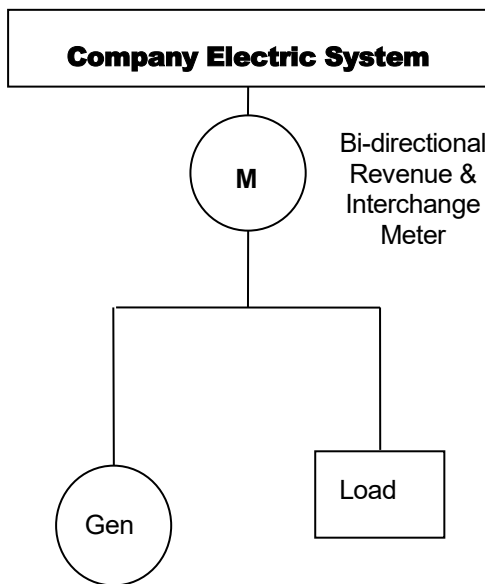 Company Electric System
M
Bi-directional
Revenue &
Interchange
Meter
Gen
Load